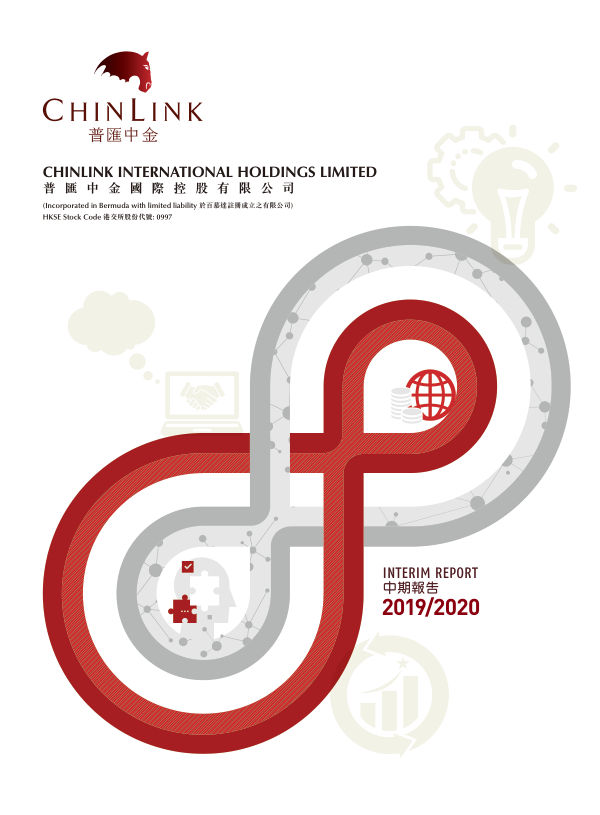 CHINLINK
普匯中金
CHINLINK INTERNATIONAL HOLDINGS LIMITED
普匯中金國際控股有限公司
(Incorporated in Bermuda with limited liability 於百慕達註冊成立之有限公司)
HKSE Stock Code 港交所股份代號: 0997
INTERIM REPORT
中期報告
2019/2020